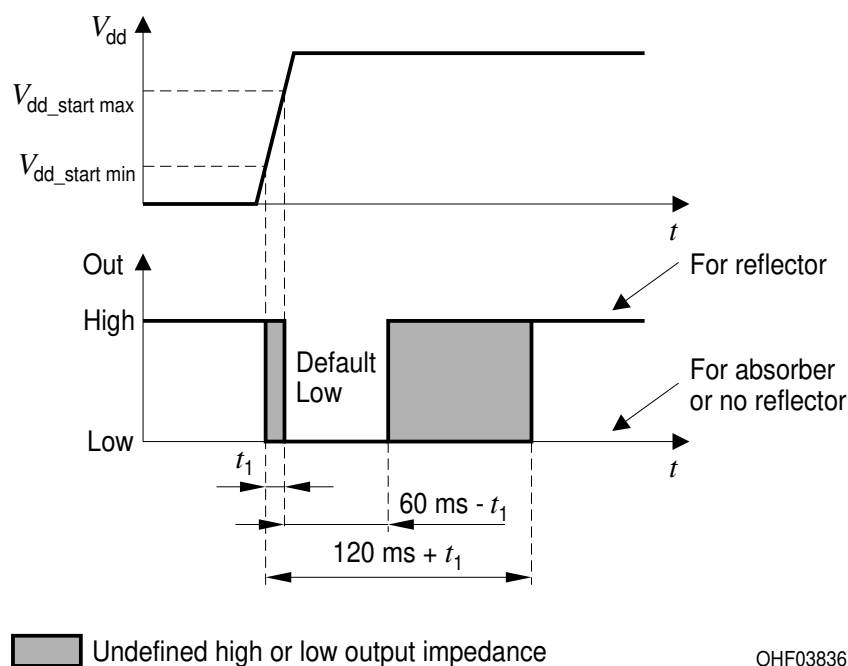 V_dd
V_dd_start max
V_dd_start min
t
Out
For reflector
High
Default
Low
For absorber
or no reflector
Low
t
t_1
60 ms - t_1
120 ms + t_1
Undefined high or low output impedance
OHF03836